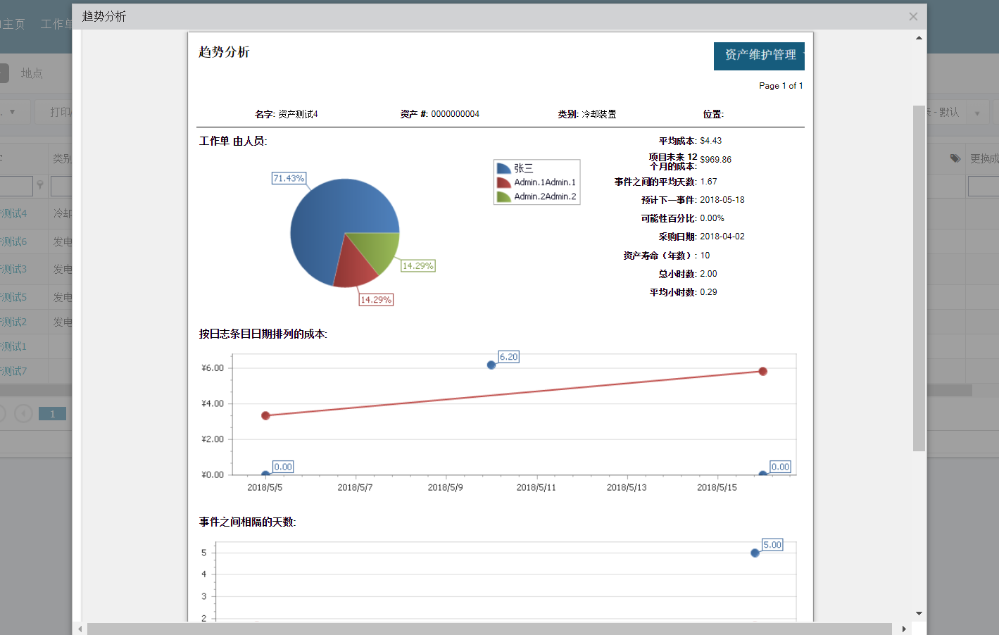 趋势分析
主页 工作单
地点
打印
默认
类别
更换成
测试4 冷却
测试6 发电
测试3 发电
测试5 发电
测试2 发电
测试1
测试7
1
趋势分析
资产维护管理
Page 1 of 1
名字: 资产测试4 资产 #: 0000000004 类别: 冷却装置 位置:
工作单 由人员:
71.43%
14.29%
14.29%
张三
Admin.1Admin.1
Admin.2Admin.2
平均成本: $4.43
项目未来 12
个月的成本: $969.86
事件之间的平均天数: 1.67
预计下一事件: 2018-05-18
可能性百分比: 0.00%
采购日期: 2018-04-02
资产寿命（年数）: 10
总小时数: 2.00
平均小时数: 0.29
按日志条目日期排列的成本:
6.20
¥6.00
¥4.00
¥2.00
0.00 0.00
¥0.00
2018/5/5 2018/5/7 2018/5/9 2018/5/11 2018/5/13 2018/5/15
事件之间相隔的天数:
5.00
5
4
3
2